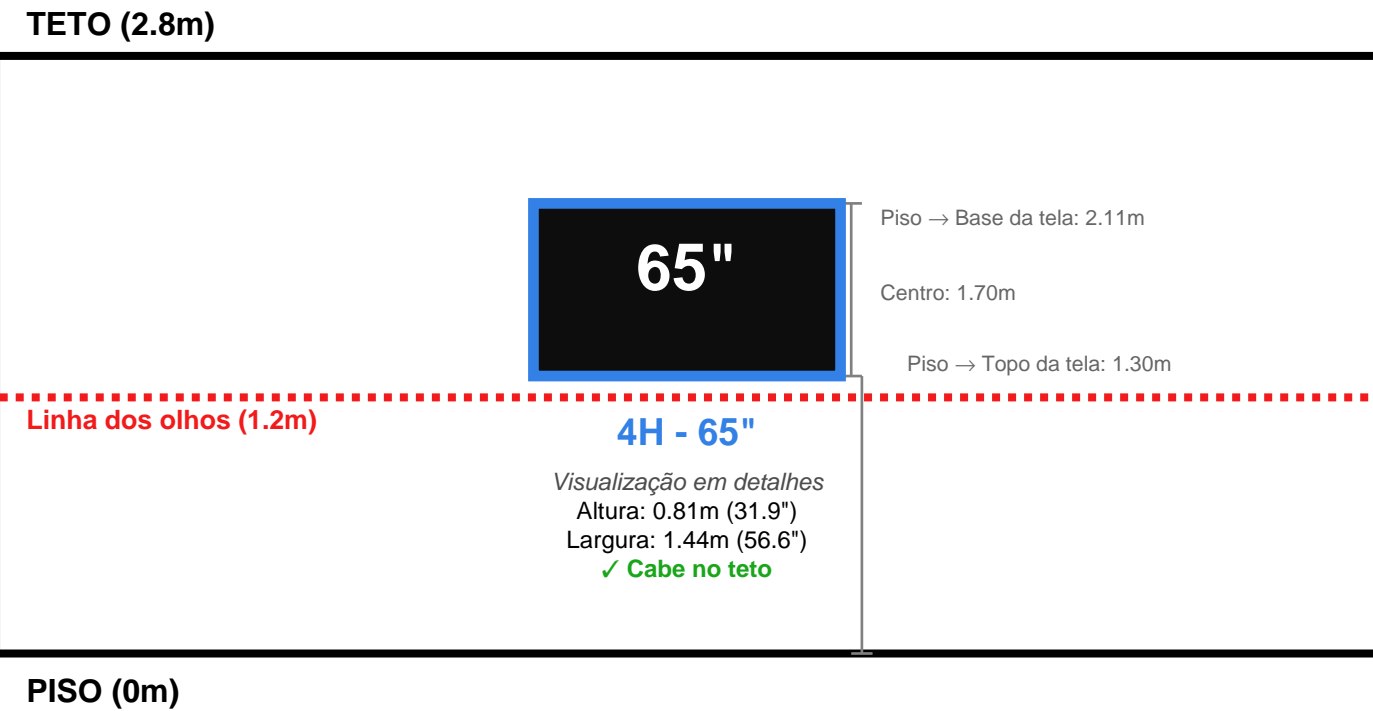 TETO (2.8m)
65"
Piso → Base da tela: 2.11m
Centro: 1.70m
Piso → Topo da tela: 1.30m
Linha dos olhos (1.2m)
4H - 65"
Visualização em detalhes
Altura: 0.81m (31.9")
Largura: 1.44m (56.6")
✓ Cabe no teto
PISO (0m)